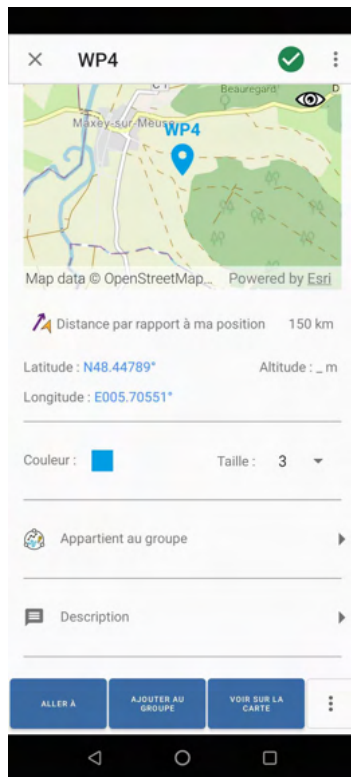 WP4
C1
Beauregard
D
Maxey-sur-Meuse
WP4
Map data © OpenStreetMap... Powered by Esri
Distance par rapport à ma position 150 km
Latitude : N48.44789° Altitude : _ m
Longitude : E005.70551°
Couleur : Taille : 3
Appartient au groupe
Description
ALLER À
AJOUTER AU
GROUPE
VOIR SUR LA
CARTE